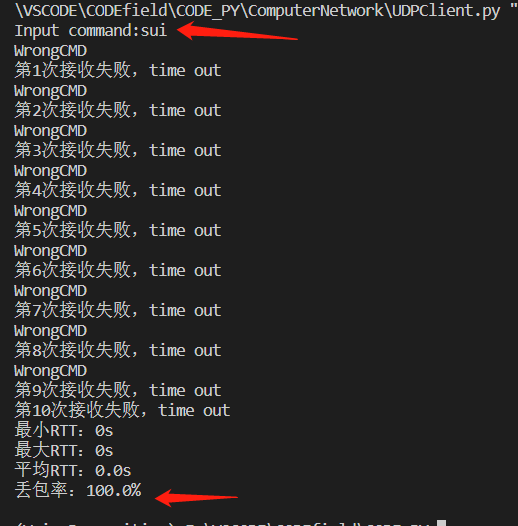 \VSCODE\CODEfield\CODE_PY\ComputerNetwork\UDPClient.py "
Input command:sui
WrongCMD
第1次接收失败，time out
WrongCMD
第2次接收失败，time out
WrongCMD
第3次接收失败，time out
WrongCMD
第4次接收失败，time out
WrongCMD
第5次接收失败，time out
WrongCMD
第6次接收失败，time out
WrongCMD
第7次接收失败，time out
WrongCMD
第8次接收失败，time out
WrongCMD
第9次接收失败，time out
第10次接收失败，time out
最小RTT：0s
最大RTT：0s
平均RTT：0.0s
丢包率：100.0%